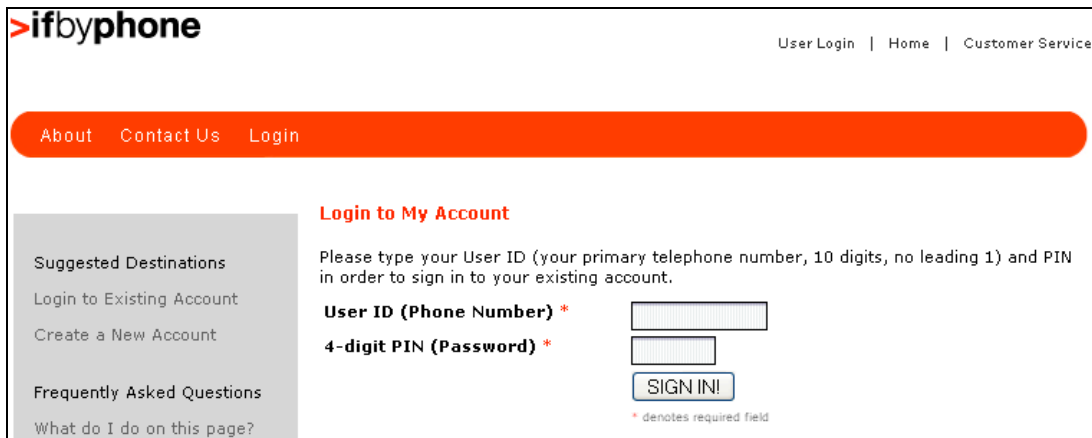 >ifbyphone
User Login | Home | Customer Service
About Contact Us Login
Login to My Account
Please type your User ID (your primary telephone number, 10 digits, no leading 1) and PIN
in order to sign in to your existing account.
User ID (Phone Number) *
4-digit PIN (Password) *
SIGN IN!
* denotes required field
Suggested Destinations
Login to Existing Account
Create a New Account
Frequently Asked Questions
What do I do on this page?